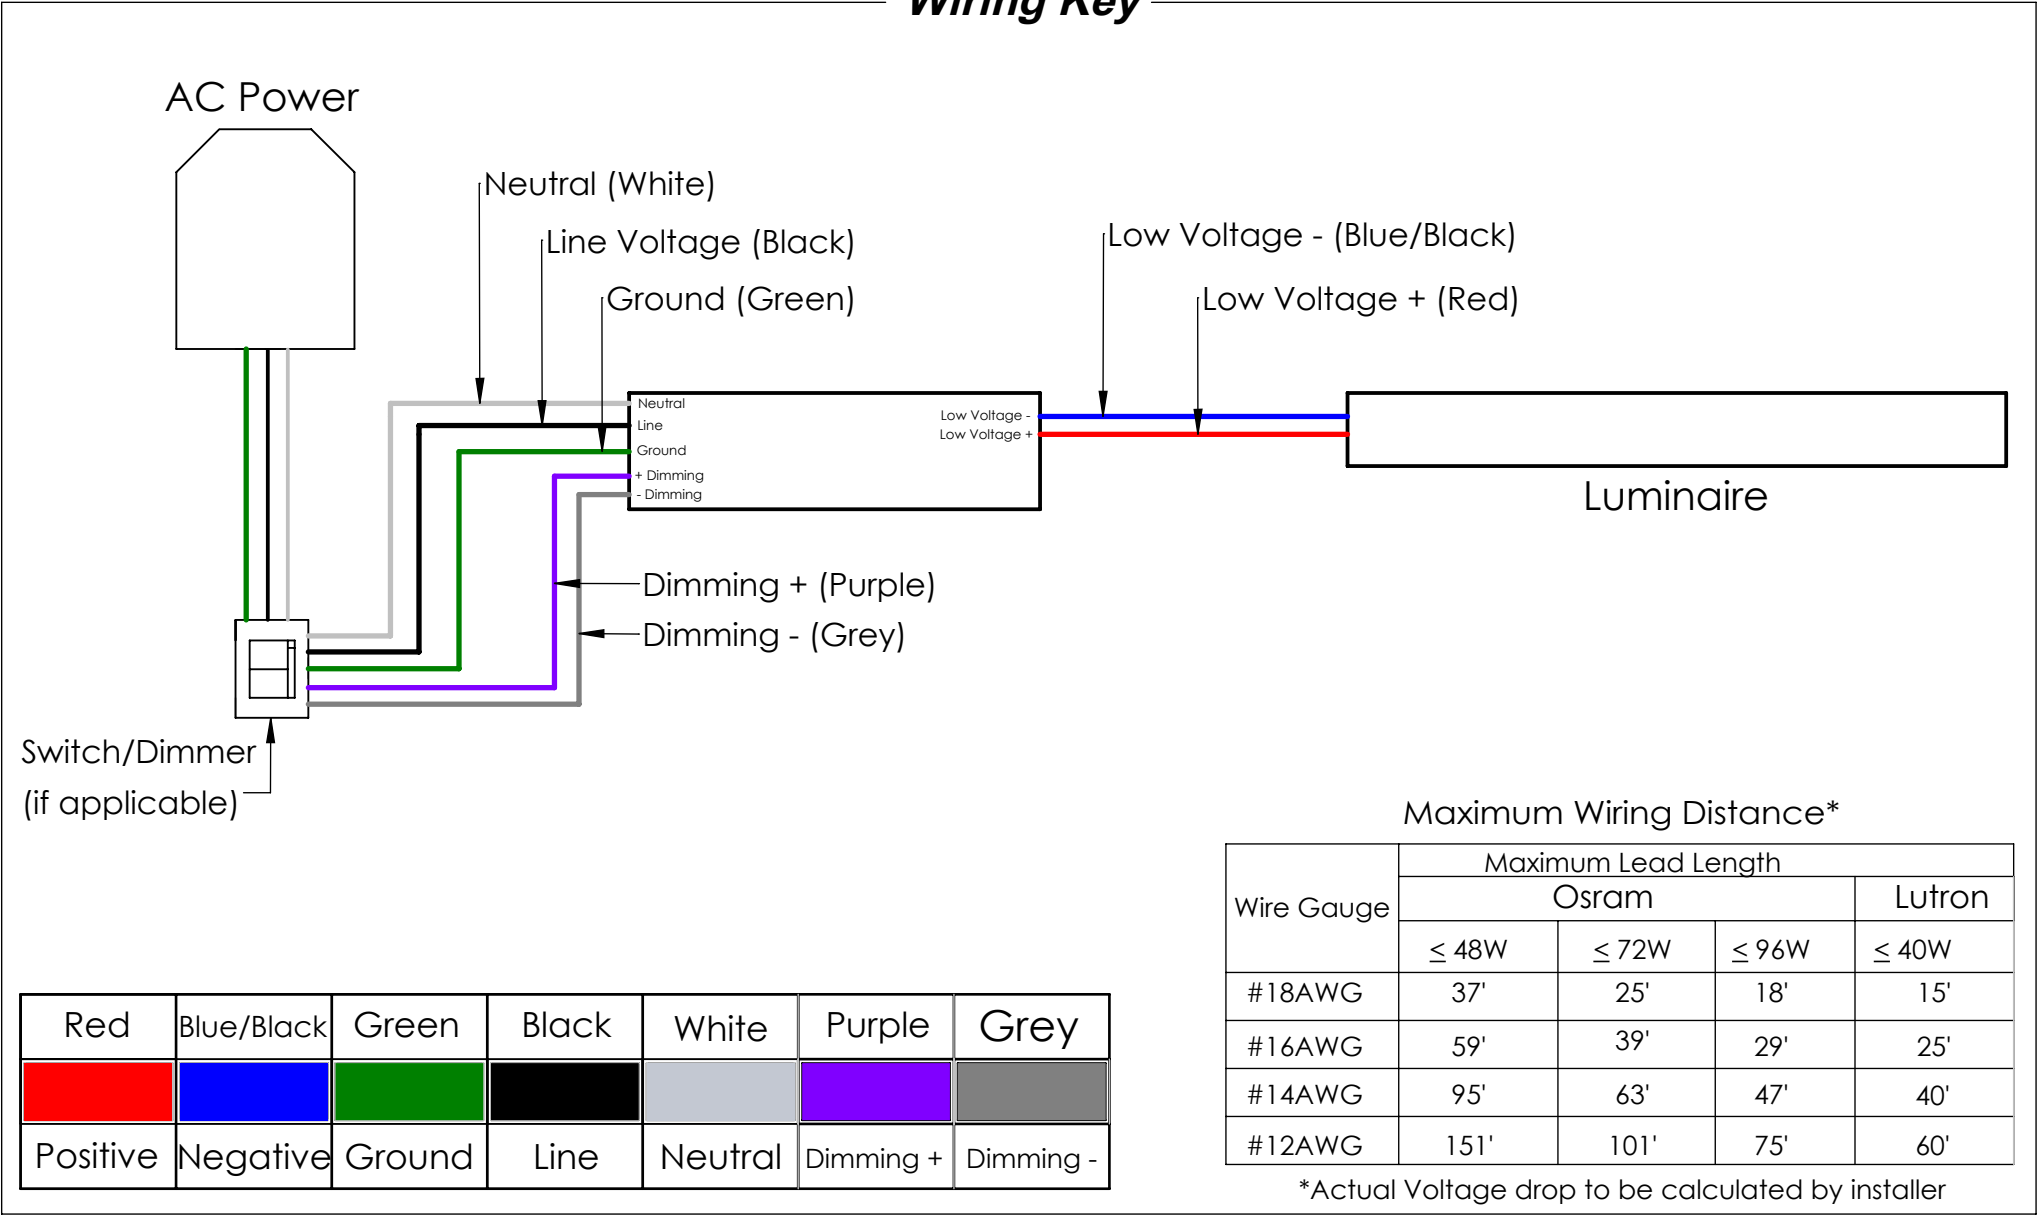 Wiring Key
AC Power
Neutral (White)
Line Voltage (Black)
Ground (Green)
Low Voltage - (Blue/Black)
Low Voltage + (Red)
Neutral
Line
Ground
+ Dimming
- Dimming
Low Voltage -
Low Voltage +
Luminaire
Dimming + (Purple)
Dimming - (Grey)
Switch/Dimmer
(if applicable)
Maximum Wiring Distance*
Wire Gauge Maximum Lead Length
Osram Lutron
≤ 48W ≤ 72W ≤ 96W ≤ 40W
#18AWG 37' 25' 18' 15'
#16AWG 59' 39' 29' 25'
#14AWG 95' 63' 47' 40'
#12AWG 151' 101' 75' 60'
*Actual Voltage drop to be calculated by installer
Red Blue/Black Green Black White Purple Grey
Positive Negative Ground Line Neutral Dimming + Dimming -